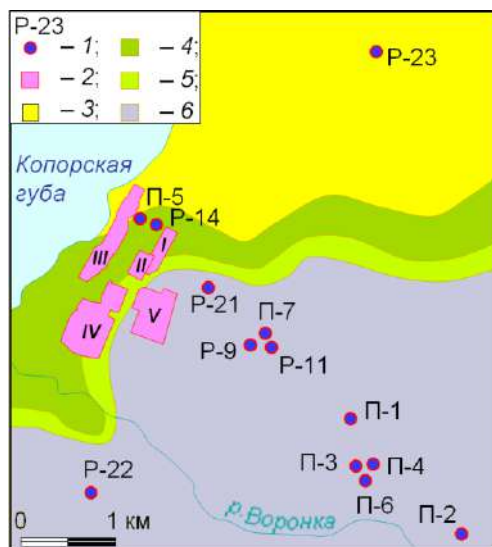 Р-23
– 1; – 4;
– 2; – 5;
– 3; – 6
Р-23
Копорская
губа
П-5
Р-14
I
II
III
IV
V
Р-21
П-7
Р-9
Р-11
П-1
П-3
П-4
П-6
Р-22
р. Воронка
П-2
0 1 км